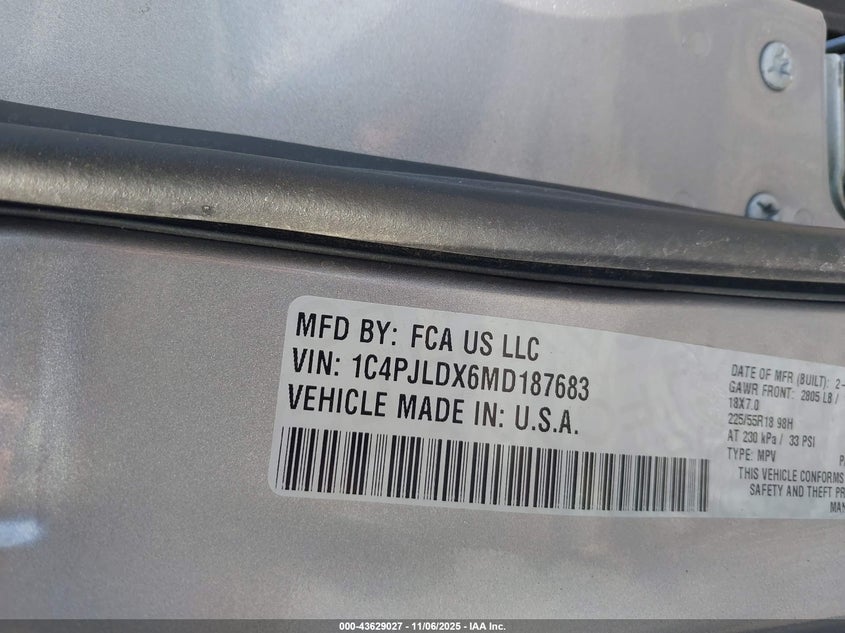 MFD BY: FCA US LLC
VIN: 1C4PJLDX6MD187683
VEHICLE MADE IN: U.S.A.
DATE OF MFR (BUILT): 2-
GAWR FRONT: 2805 LB /
18X7.0
225/55R18 98H
AT 230 kPa / 33 PSI
TYPE: MPV
THIS VEHICLE CONFORMS
SAFETY AND THEFT
000-43629027 - 11/06/2025 - IAA Inc.